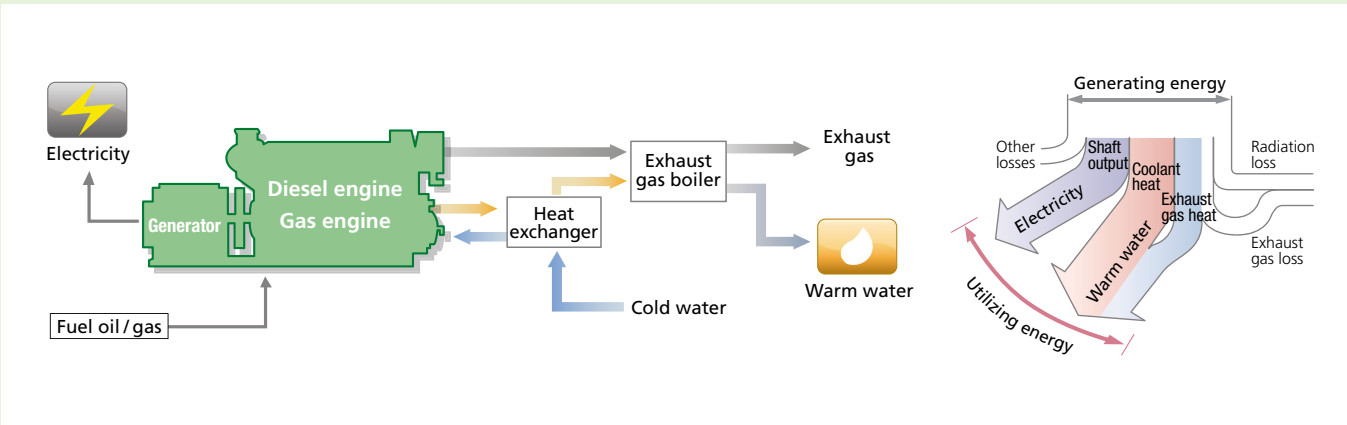 Electricity
Generator
Diesel engine
Gas engine
Fuel oil / gas
Heat
exchanger
Exhaust
gas boiler
Exhaust
gas
Warm water
Cold water
Generating energy
Other
losses
Shaft
output
Coolant
heat
Exhaust
gas heat
Radiation
loss
Exhaust
gas loss
Electricity
Warm water
Utilizing energy